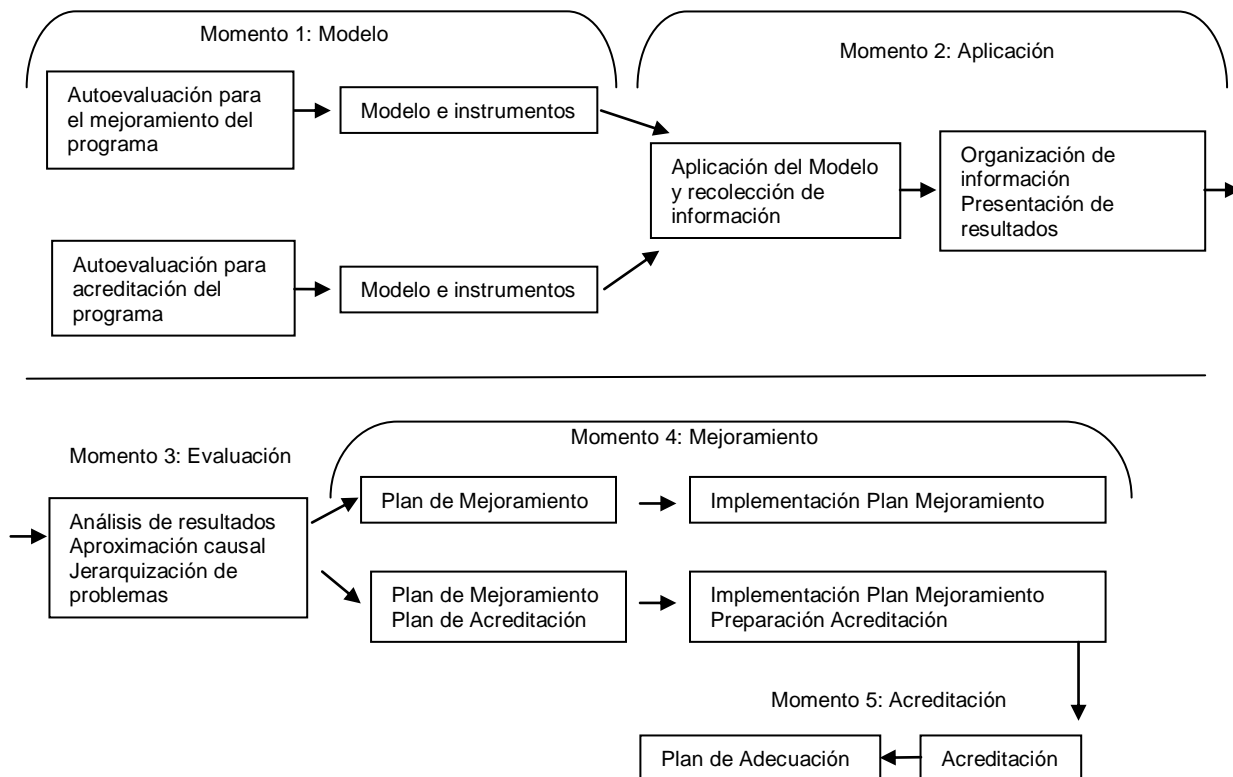 Momento 1: Modelo
Momento 2: Aplicación
Autoevaluación para
el mejoramiento del
programa
Modelo e instrumentos
Aplicación del Modelo
y recolección de
información
Organización de
información
Presentación de
resultados
Autoevaluación para
acreditación del
programa
Modelo e instrumentos
Momento 3: Evaluación
Momento 4: Mejoramiento
Análisis de resultados
Aproximación causal
Jerarquización de
problemas
Plan de Mejoramiento
Implementación Plan Mejoramiento
Plan de Mejoramiento
Plan de Acreditación
Implementación Plan Mejoramiento
Preparación Acreditación
Momento 5: Acreditación
Plan de Adecuación
Acreditación